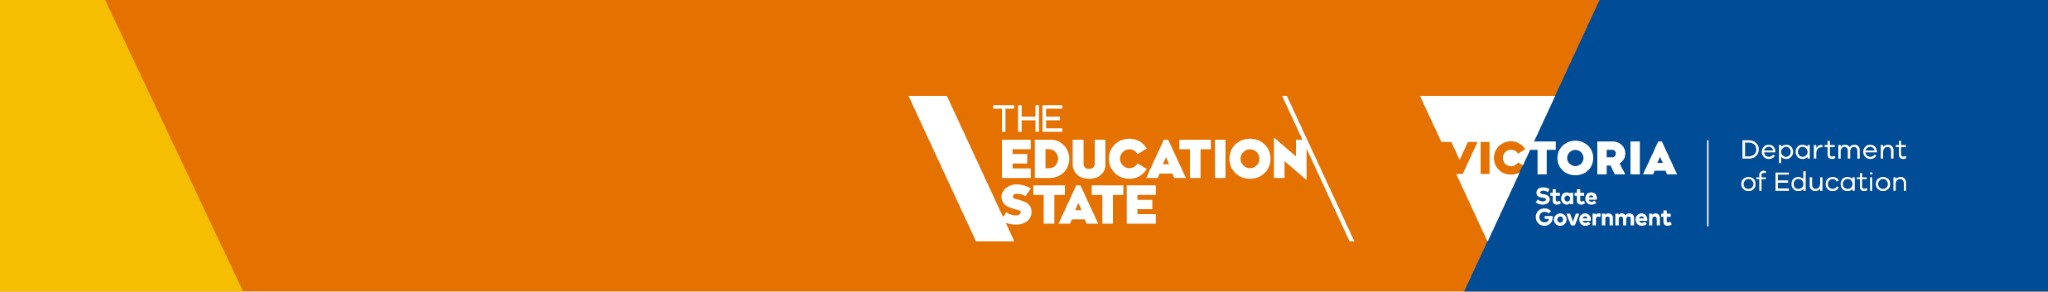 THE
EDUCATION
STATE
VICTORIA
State
Government
Department
of Education